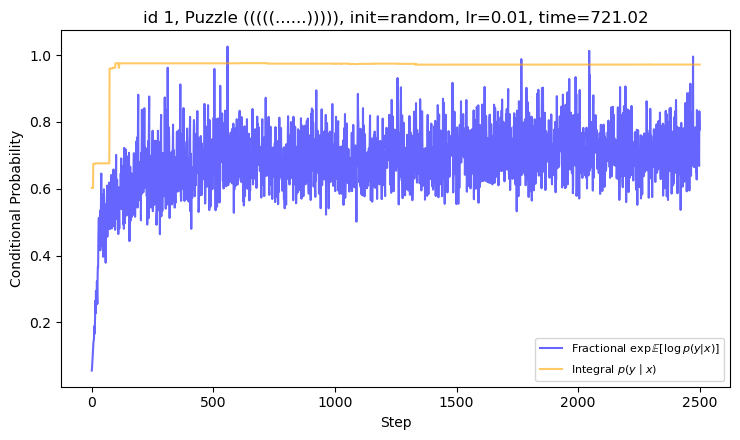 id 1, Puzzle (((((......))))), init=random, lr=0.01, time=721.02
Conditional Probability
1.0
0.8
0.6
0.4
0.2
Fractional exp 𝔼[log p(y|x)]
Integral p(y | x)
0
500
1000
1500
2000
2500
Step